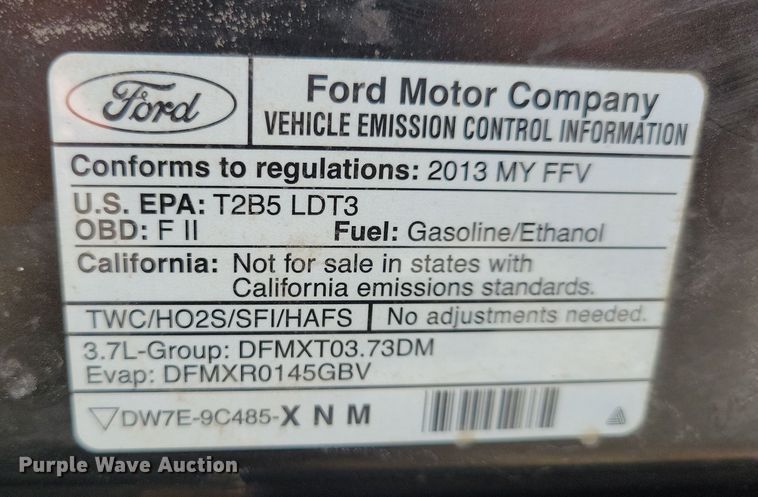 Ford
Ford Motor Company
VEHICLE EMISSION CONTROL INFORMATION
Conforms to regulations: 2013 MY FFV
U.S. EPA: T2B5 LDT3
OBD: F II Fuel: Gasoline/Ethanol
California: Not for sale in states with
California emissions standards.
TWC/HO2S/SFI/HAFS No adjustments needed.
3.7L-Group: DFMXT03.73DM
Evap: DFMXR0145GBV
DW7E-9C485-X N M
Purple Wave Auction